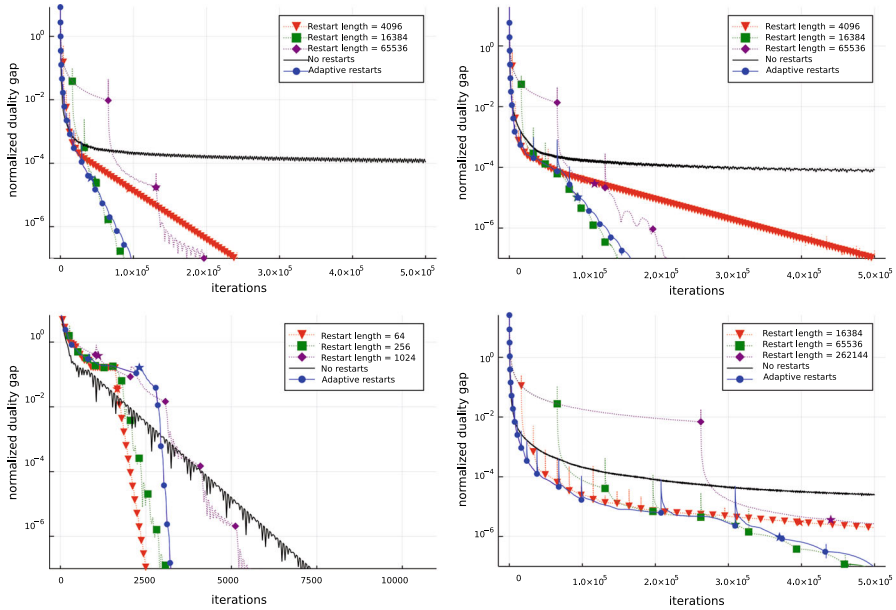 Restart length = 4096
Restart length = 16384
Restart length = 65536
No restarts
Adaptive restarts
normalized duality gap
10^0
10^-2
10^-4
10^-6
0
1.0×10^5
2.0×10^5
3.0×10^5
4.0×10^5
5.0×10^5
iterations
Restart length = 4096
Restart length = 16384
Restart length = 65536
No restarts
Adaptive restarts
normalized duality gap
10^0
10^-2
10^-4
10^-6
0
1.0×10^5
2.0×10^5
3.0×10^5
4.0×10^5
5.0×10^5
iterations
Restart length = 64
Restart length = 256
Restart length = 1024
No restarts
Adaptive restarts
normalized duality gap
10^0
10^-2
10^-4
10^-6
0
2500
5000
7500
10000
iterations
Restart length = 16384
Restart length = 65536
Restart length = 262144
No restarts
Adaptive restarts
normalized duality gap
10^0
10^-2
10^-4
10^-6
0
1.0×10^5
2.0×10^5
3.0×10^5
4.0×10^5
5.0×10^5
iterations